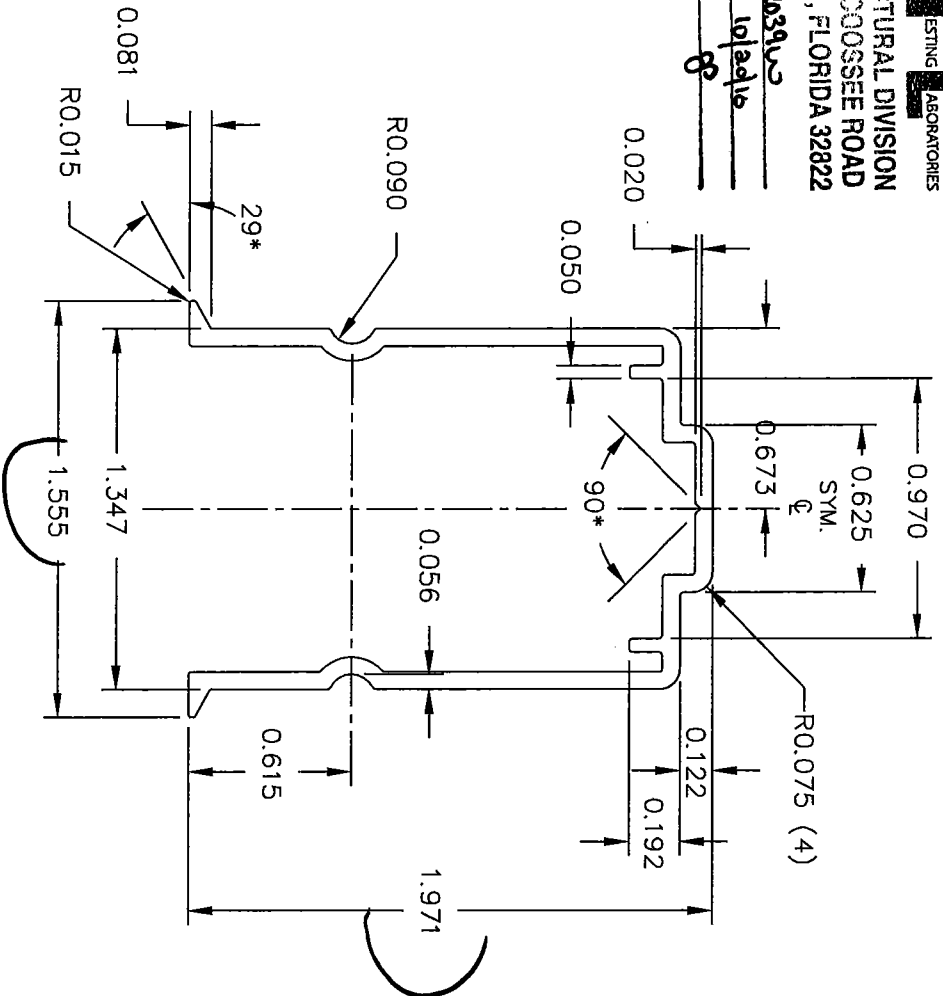 ESTING ABORATORIES
TURAL DIVISION
COOSSEE ROAD
, FLORIDA 32822
039W
10/20/16
0.081
R0.015
29*
R0.090
0.020
0.050
0.970
0.625
SYM.
℄
0.673
90*
0.056
R0.075 (4)
0.122
0.192
0.615
1.347
1.555
1.971